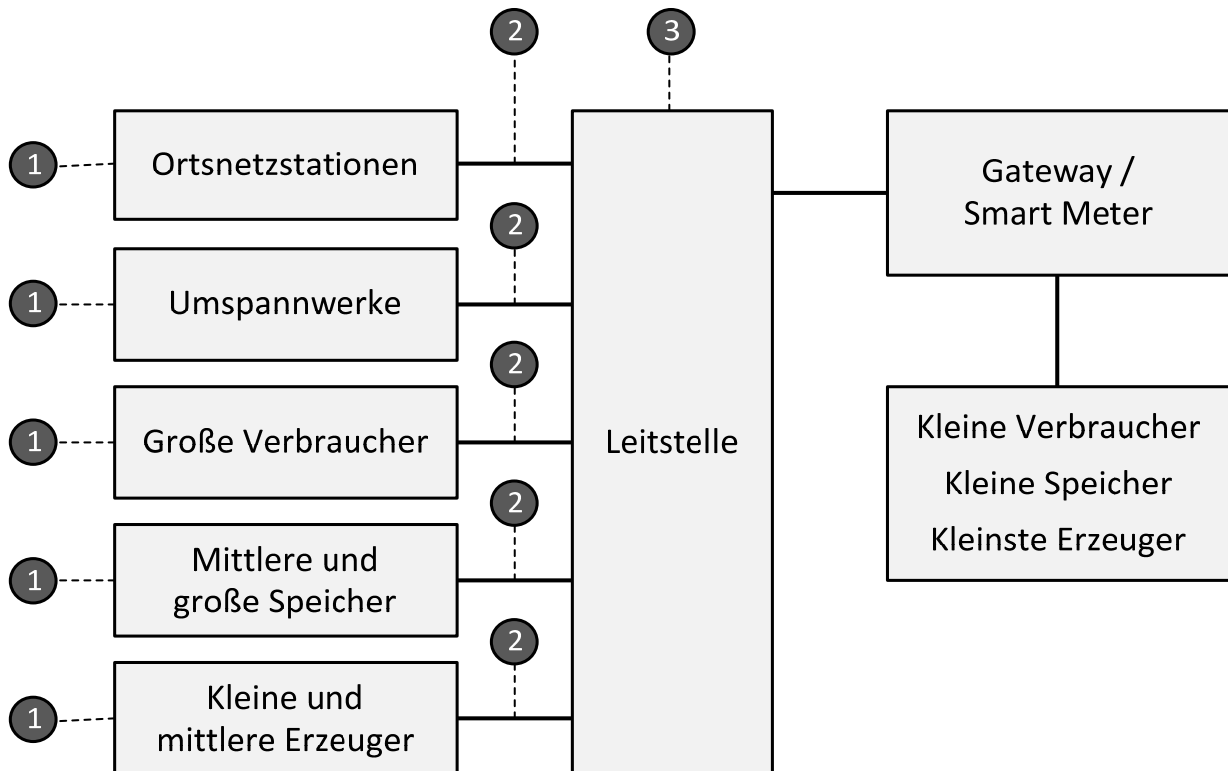 2
3
1
Ortsnetzstationen
Gateway /
Smart Meter
2
1
Umspannwerke
2
1
Große Verbraucher
Leitstelle
Kleine Verbraucher
Kleine Speicher
Kleinste Erzeuger
2
1
Mittlere und
große Speicher
2
1
Kleine und
mittlere Erzeuger